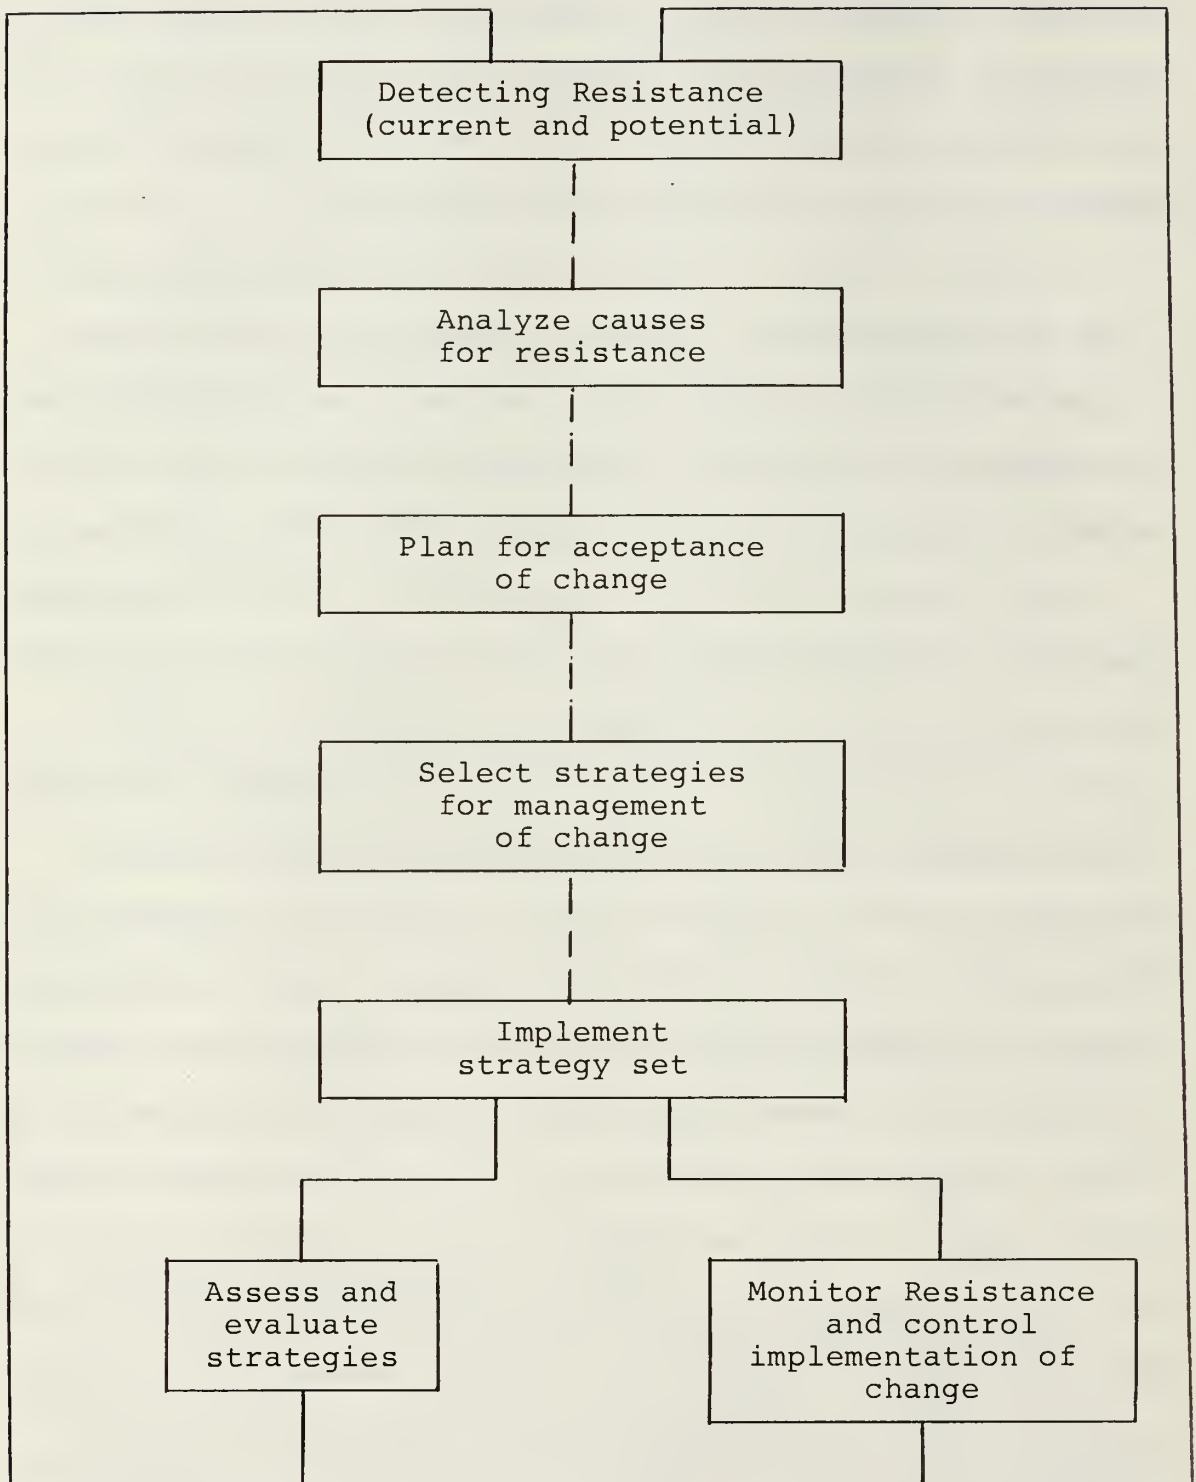 Detecting Resistance
(current and potential)
Analyze causes
for resistance
Plan for acceptance
of change
Select strategies
for management
of change
Implement
strategy set
Assess and
evaluate
strategies
Monitor Resistance
and control
implementation of
change